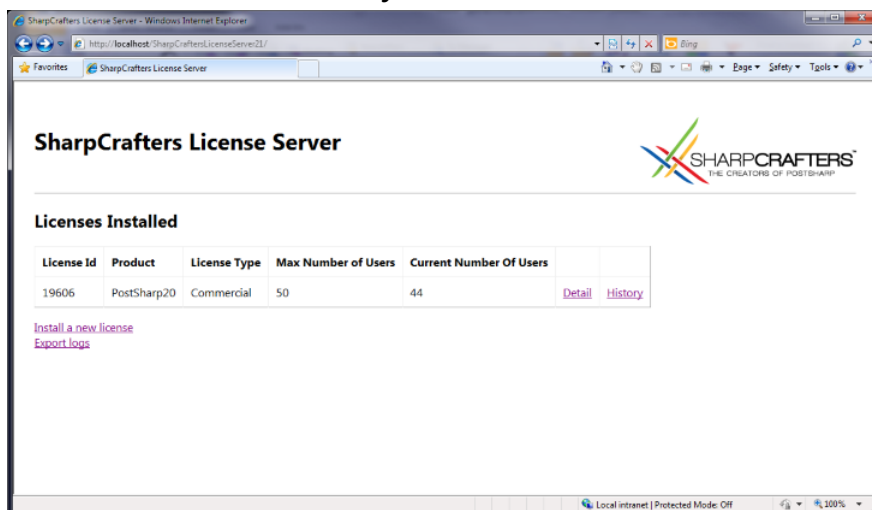 SharpCrafters License Server - Windows Internet Explorer
http://localhost/SharpCraftersLicenseServer21/
Bing
Favorites
SharpCrafters License Server
Page
Safety
Tools
SharpCrafters License Server
SHARPCRAFTERS™
THE CREATORS OF POSTSHARP
Licenses Installed
License Id Product License Type Max Number of Users Current Number Of Users
19606 PostSharp20 Commercial 50 44 Detail History
Install a new license
Export logs
Local intranet | Protected Mode: Off
100%